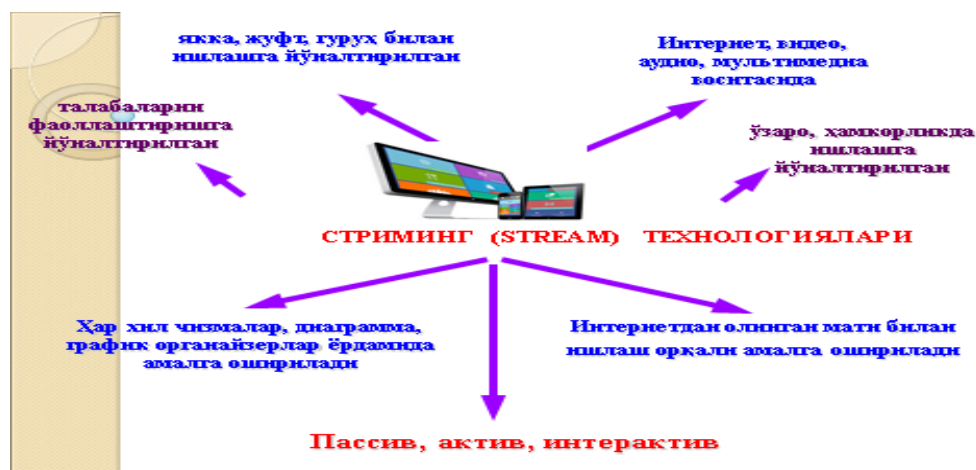 якка, жуфт, гуруҳ билан
ишлашга йўналтирилган
Интернет, видео,
аудио, мультимедиа
воситасида
талабаларни
фаоллаштиришга
йўналтирилган
ўзаро, ҳамкорликда
ишлашга
йўналтирилган
СТРИМИНГ (STREAM) ТЕХНОЛОГИЯЛАРИ
Ҳар хил чизмалар, диаграмма,
график органайзерлар ёрдамида
амалга оширилади
Интернетдан олинган матн билан
ишлаш орқали амалга оширилади
Пассив, актив, интерактив